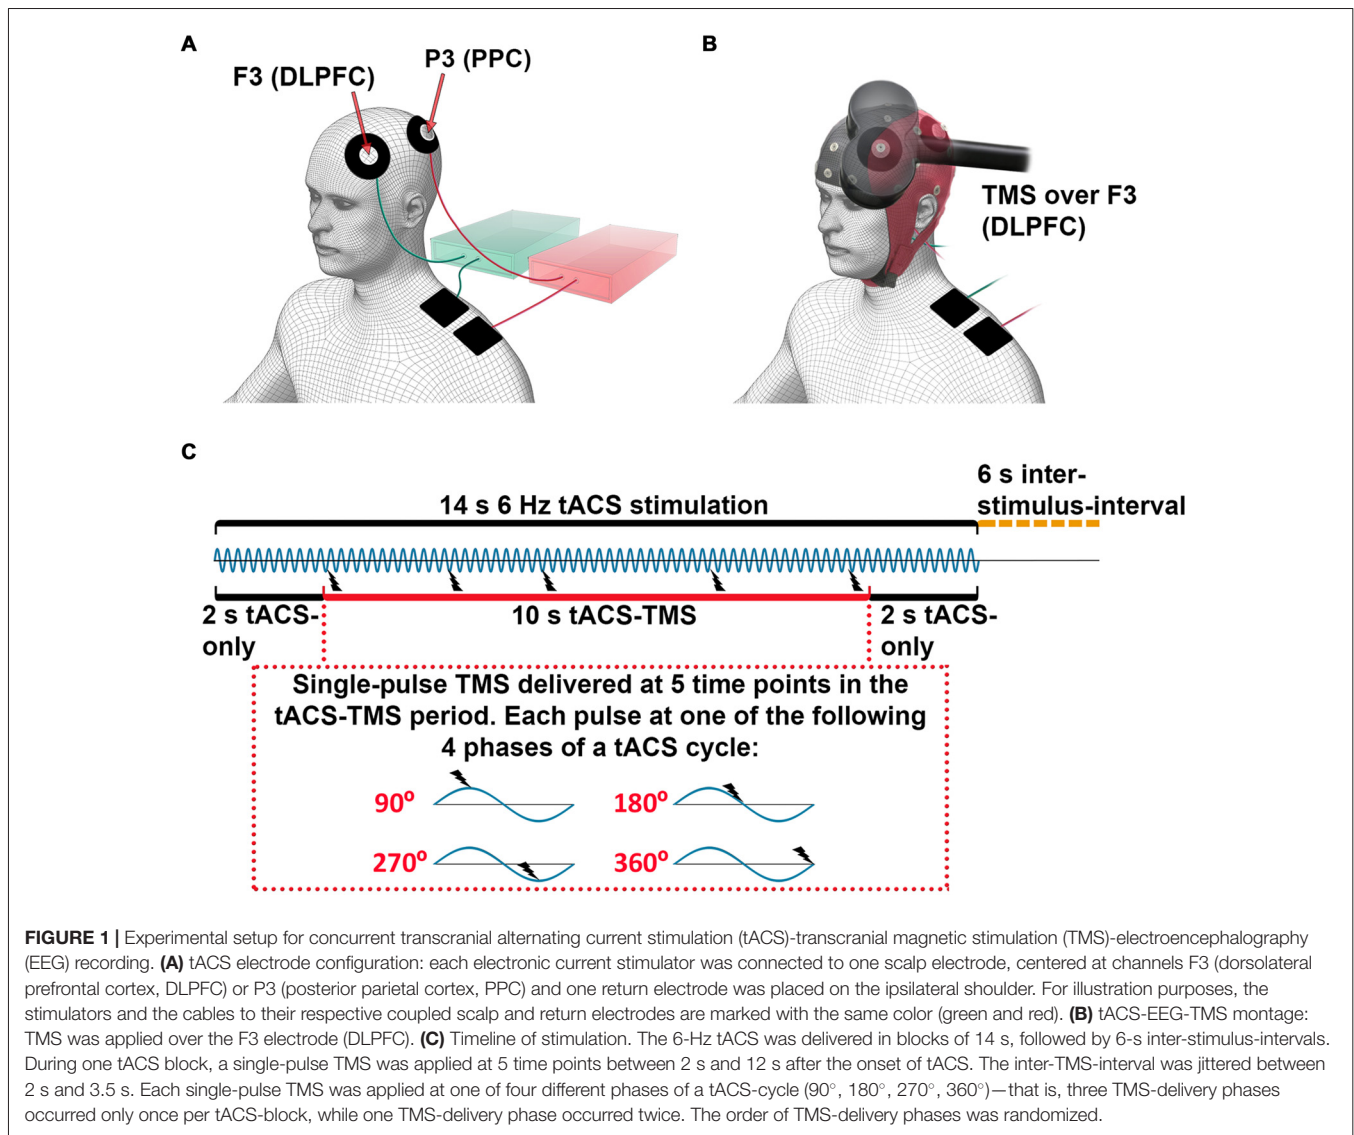 A
B
F3 (DLPFC)
P3 (PPC)
TMS over F3
(DLPFC)
C
14 s 6 Hz tACS stimulation
6 s inter-
stimulus-interval
2 s tACS-
only
10 s tACS-TMS
2 s tACS-
only
Single-pulse TMS delivered at 5 time points in the
tACS-TMS period. Each pulse at one of the following
4 phases of a tACS cycle:
90º
180º
270º
360º
FIGURE 1 | Experimental setup for concurrent transcranial alternating current stimulation (tACS)-transcranial magnetic stimulation (TMS)-electroencephalography
(EEG) recording. (A) tACS electrode configuration: each electronic current stimulator was connected to one scalp electrode, centered at channels F3 (dorsolateral
prefrontal cortex, DLPFC) or P3 (posterior parietal cortex, PPC) and one return electrode was placed on the ipsilateral shoulder. For illustration purposes, the
stimulators and the cables to their respective coupled scalp and return electrodes are marked with the same color (green and red). (B) tACS-EEG-TMS montage:
TMS was applied over the F3 electrode (DLPFC). (C) Timeline of stimulation. The 6-Hz tACS was delivered in blocks of 14 s, followed by 6-s inter-stimulus-intervals.
During one tACS block, a single-pulse TMS was applied at 5 time points between 2 s and 12 s after the onset of tACS. The inter-TMS-interval was jittered between
2 s and 3.5 s. Each single-pulse TMS was applied at one of four different phases of a tACS-cycle (90°, 180°, 270°, 360°)—that is, three TMS-delivery phases
occurred only once per tACS-block, while one TMS-delivery phase occurred twice. The order of TMS-delivery phases was randomized.